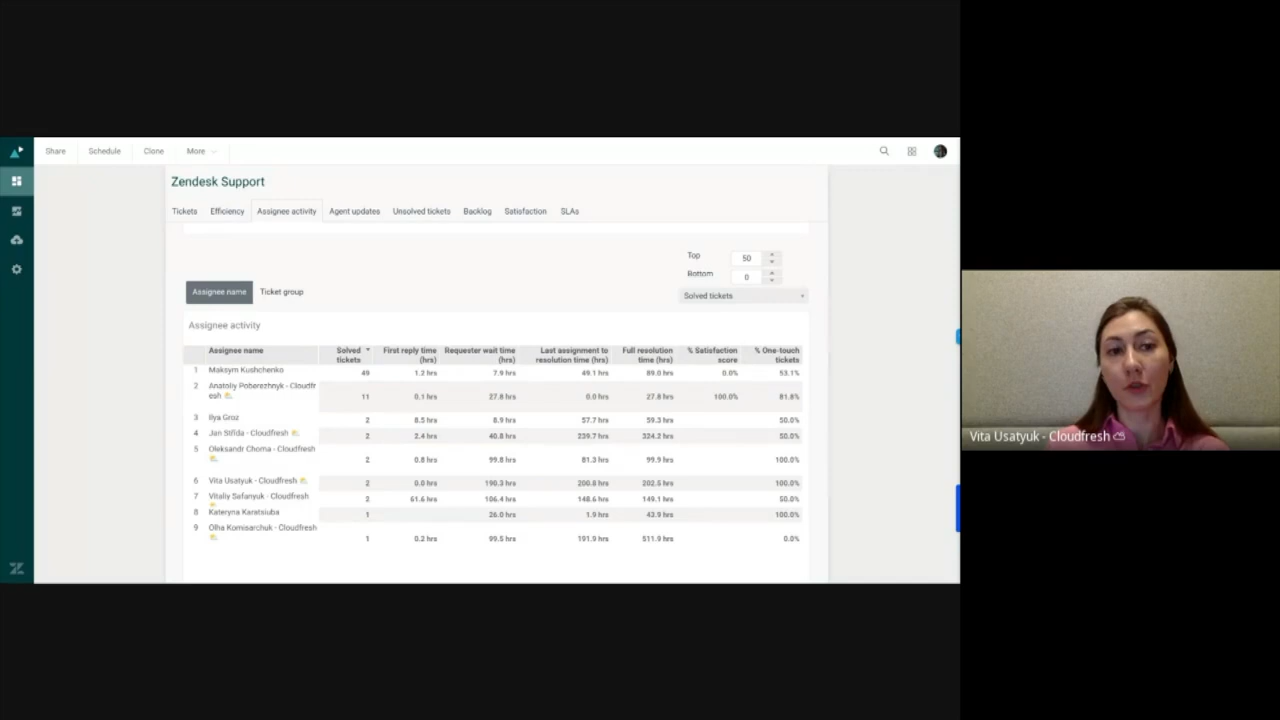 Share Schedule Clone More
Zendesk Support
Tickets Efficiency Assignee activity Agent updates Unsolved tickets Backlog Satisfaction SLAs
Top 50
Bottom 0
Assignee name Ticket group
Solved tickets
Assignee activity
Assignee name Solved First reply time Requester wait time Last assignment to Full resolution % Satisfaction % One-touch
tickets (hrs) (hrs) resolution time (hrs) time (hrs) score tickets
1 Maksym Kushchenko 49 1.2 hrs 7.9 hrs 49.1 hrs 89.0 hrs 0.0% 53.1%
2 Anatoliy Poberezhnyk - Cloudfr
esh ⛅ 11 0.1 hrs 27.8 hrs 0.0 hrs 27.8 hrs 100.0% 81.8%
3 Ilya Groz 2 8.5 hrs 8.9 hrs 57.7 hrs 59.3 hrs 50.0%
4 Jan Střída - Cloudfresh ⛅ 2 2.4 hrs 40.8 hrs 239.7 hrs 324.2 hrs 50.0%
5 Oleksandr Choma - Cloudfresh
⛅ 2 0.8 hrs 99.8 hrs 81.3 hrs 99.9 hrs 100.0%
6 Vita Usatyuk - Cloudfresh ⛅ 2 0.0 hrs 190.3 hrs 200.8 hrs 202.5 hrs 100.0%
7 Vitaliy Safanyuk - Cloudfresh
⛅ 2 61.6 hrs 106.4 hrs 148.6 hrs 149.1 hrs 50.0%
8 Kateryna Karatsiuba 1 26.0 hrs 1.9 hrs 43.9 hrs 100.0%
9 Olha Komisarchuk - Cloudfresh
⛅ 1 0.2 hrs 99.5 hrs 191.9 hrs 511.9 hrs 0.0%
Vita Usatyuk - Cloudfresh ⛅